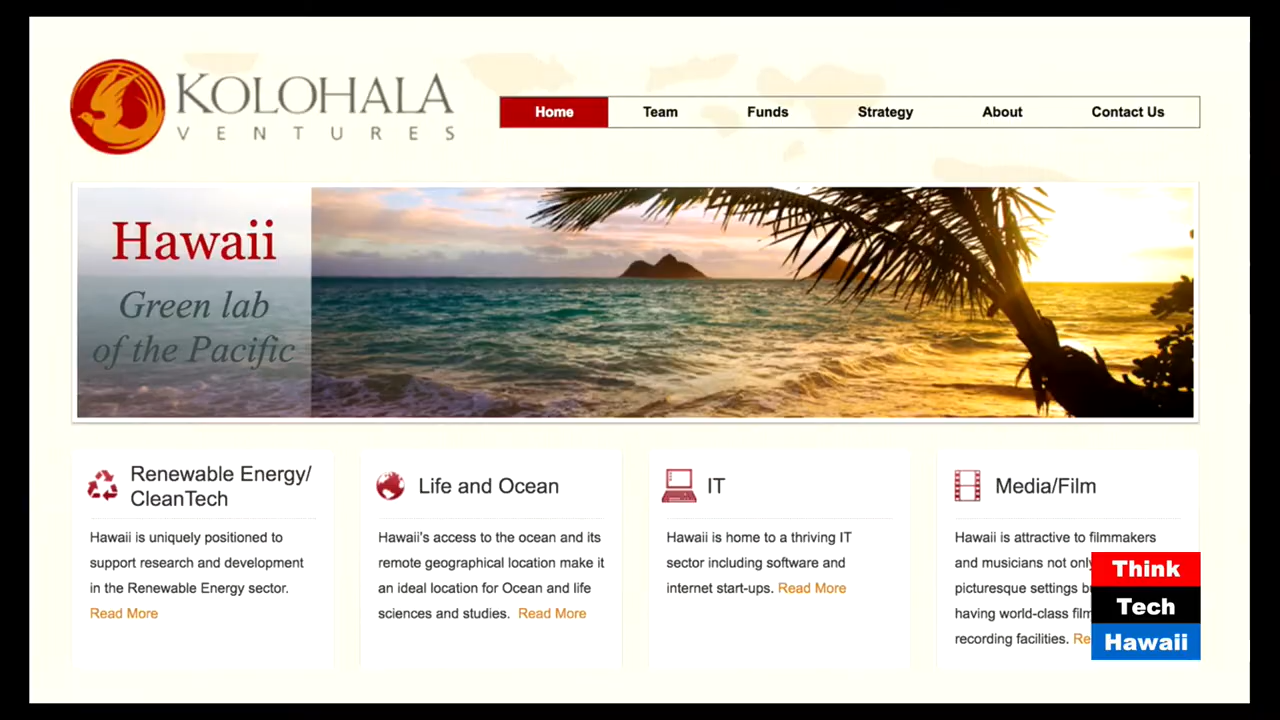 KOLOHALA
VENTURES
Home Team Funds Strategy About Contact Us
Hawaii
Green lab
of the Pacific
Renewable Energy/
CleanTech
Hawaii is uniquely positioned to
support research and development
in the Renewable Energy sector.
Read More
Life and Ocean
Hawaii's access to the ocean and its
remote geographical location make it
an ideal location for Ocean and life
sciences and studies. Read More
IT
Hawaii is home to a thriving IT
sector including software and
internet start-ups. Read More
Media/Film
Hawaii is attractive to filmmakers
and musicians not only
picturesque settings
having world-class
recording facilities.
Think
Tech
Hawaii